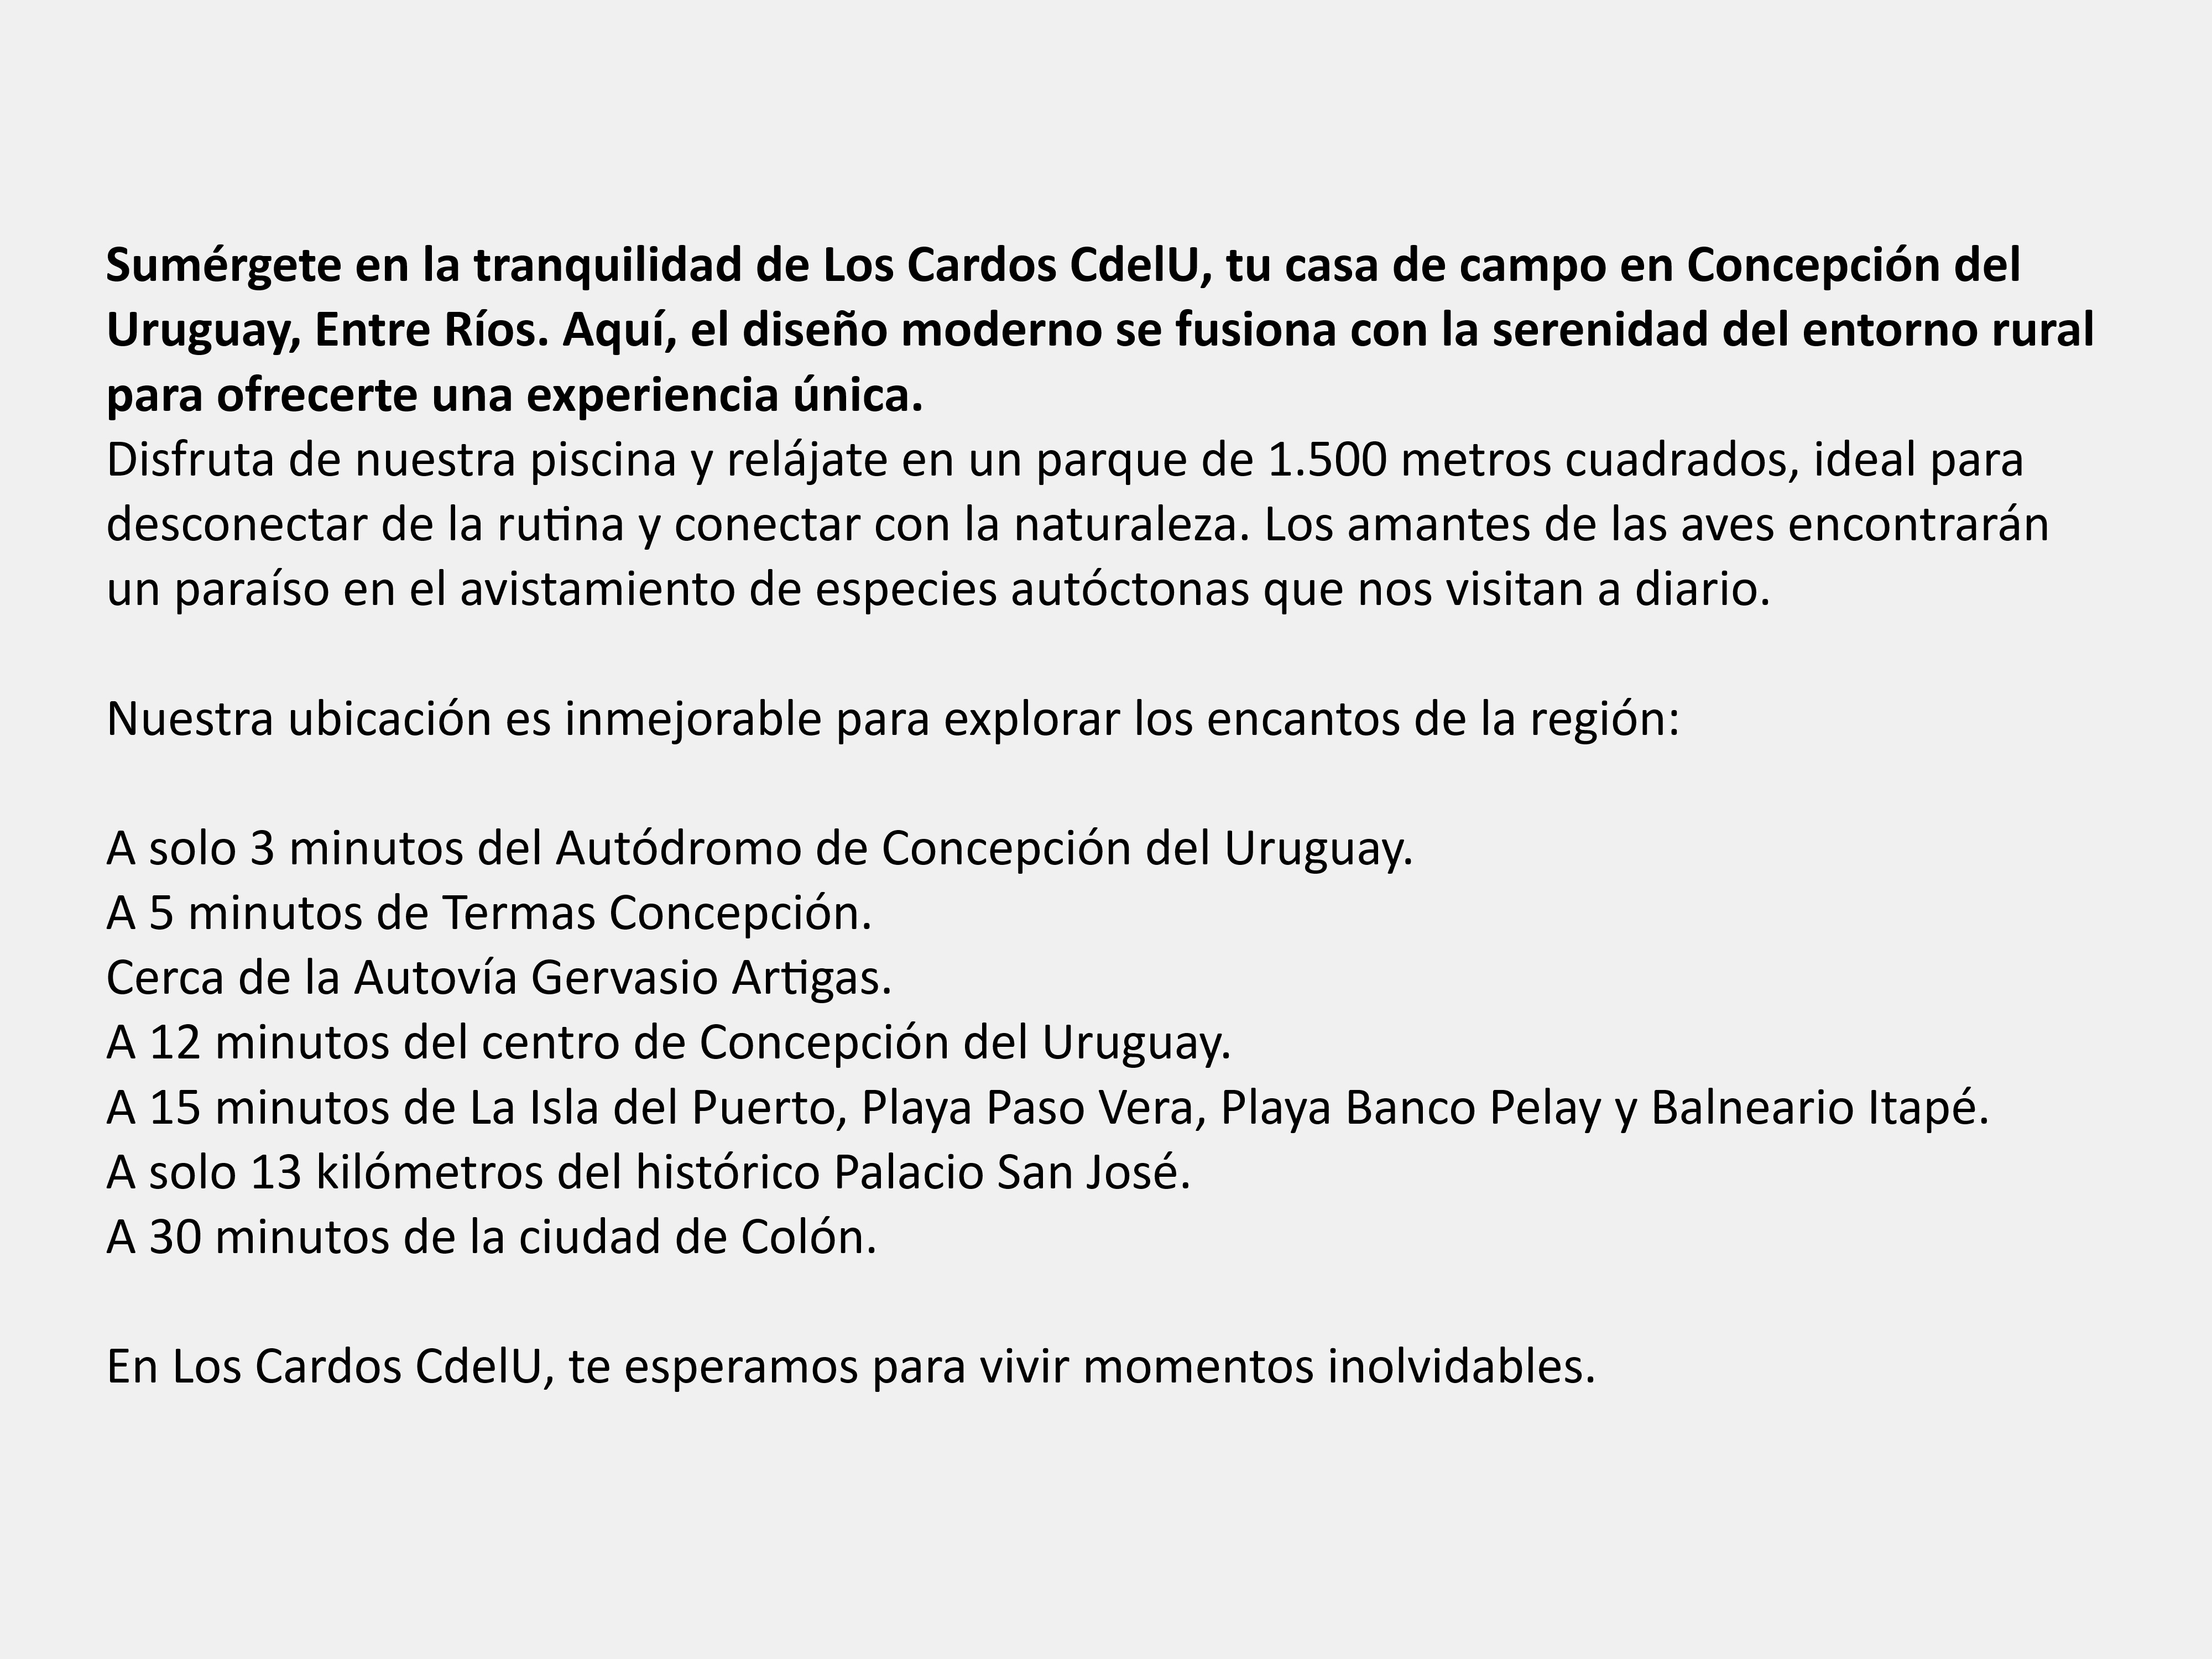 Sumérgete en la tranquilidad de Los Cardos CdelU, tu casa de campo en Concepción del
Uruguay, Entre Ríos. Aquí, el diseño moderno se fusiona con la serenidad del entorno rural
para ofrecerte una experiencia única.
Disfruta de nuestra piscina y relájate en un parque de 1.500 metros cuadrados, ideal para
desconectar de la rutina y conectar con la naturaleza. Los amantes de las aves encontrarán
un paraíso en el avistamiento de especies autóctonas que nos visitan a diario.
Nuestra ubicación es inmejorable para explorar los encantos de la región:
A solo 3 minutos del Autódromo de Concepción del Uruguay.
A 5 minutos de Termas Concepción.
Cerca de la Autovía Gervasio Artigas.
A 12 minutos del centro de Concepción del Uruguay.
A 15 minutos de La Isla del Puerto, Playa Paso Vera, Playa Banco Pelay y Balneario Itapé.
A solo 13 kilómetros del histórico Palacio San José.
A 30 minutos de la ciudad de Colón.
En Los Cardos CdelU, te esperamos para vivir momentos inolvidables.